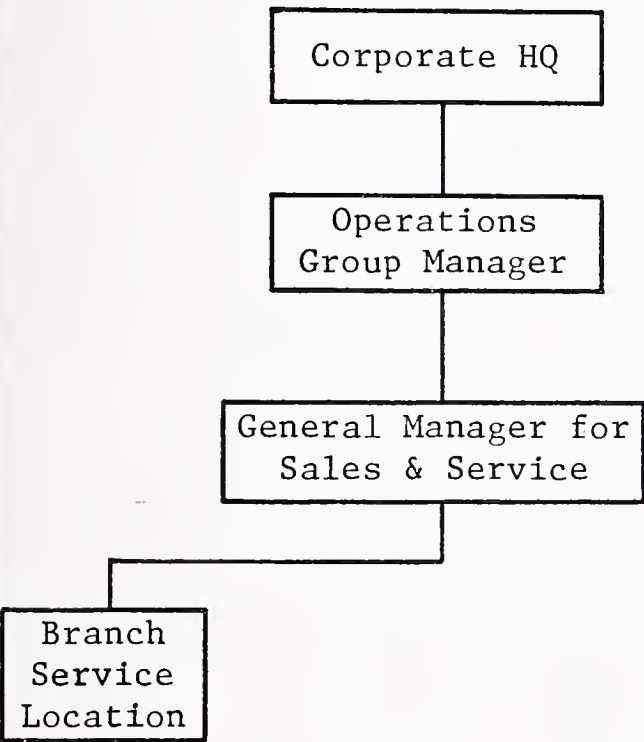 Corporate HQ
Operations
Group Manager
General Manager for
Sales & Service
Branch
Service
Location